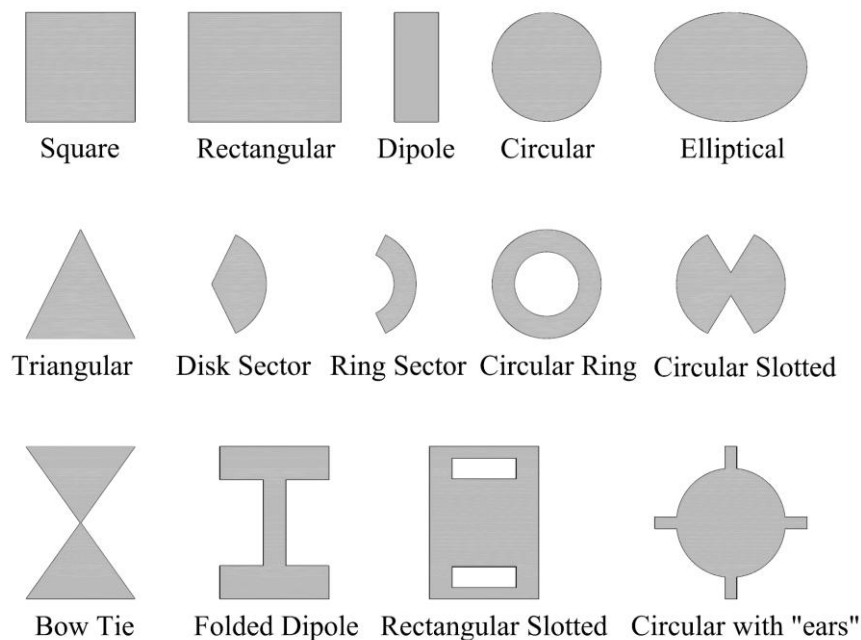 Square Rectangular Dipole Circular Elliptical
Triangular Disk Sector Ring Sector Circular Ring Circular Slotted
Bow Tie Folded Dipole Rectangular Slotted Circular with "ears"